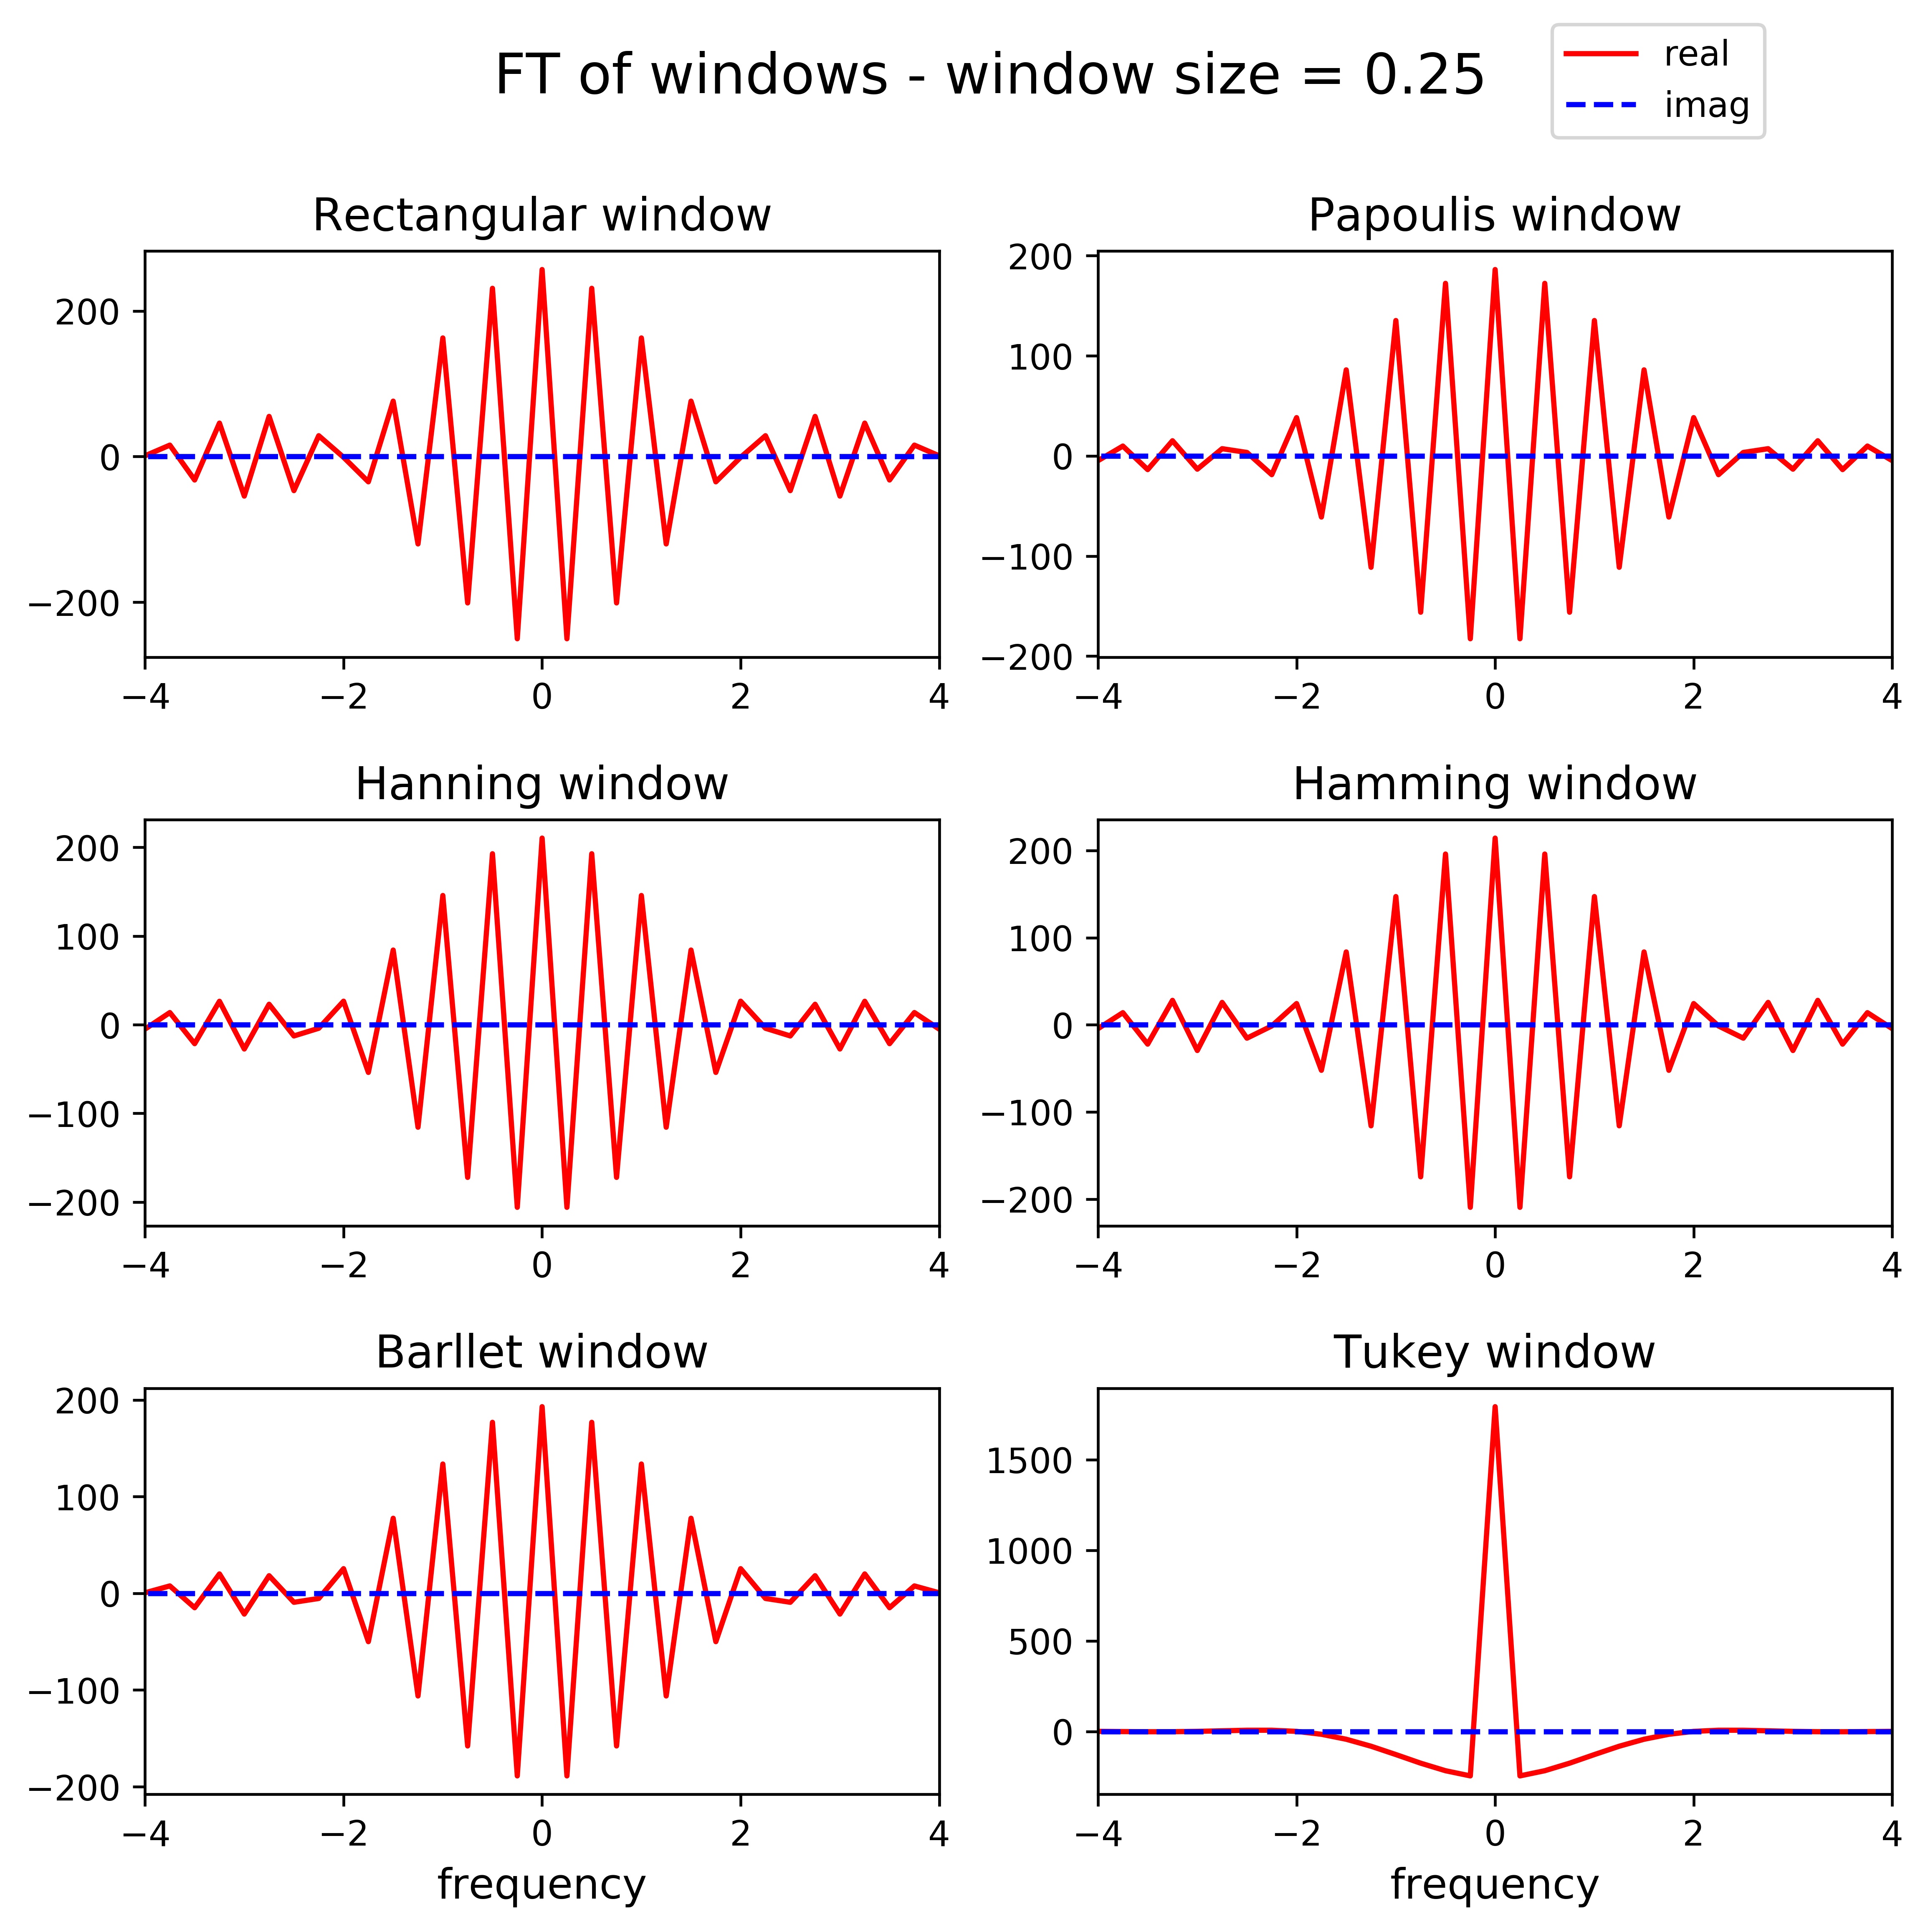 FT of windows - window size = 0.25
real
imag
Rectangular window
200
0
−200
−4 −2 0 2 4
Papoulis window
200
100
0
−100
−200
−4 −2 0 2 4
Hanning window
200
100
0
−100
−200
−4 −2 0 2 4
Hamming window
200
100
0
−100
−200
−4 −2 0 2 4
Barllet window
200
100
0
−100
−200
−4 −2 0 2 4
frequency
Tukey window
1500
1000
500
0
−4 −2 0 2 4
frequency